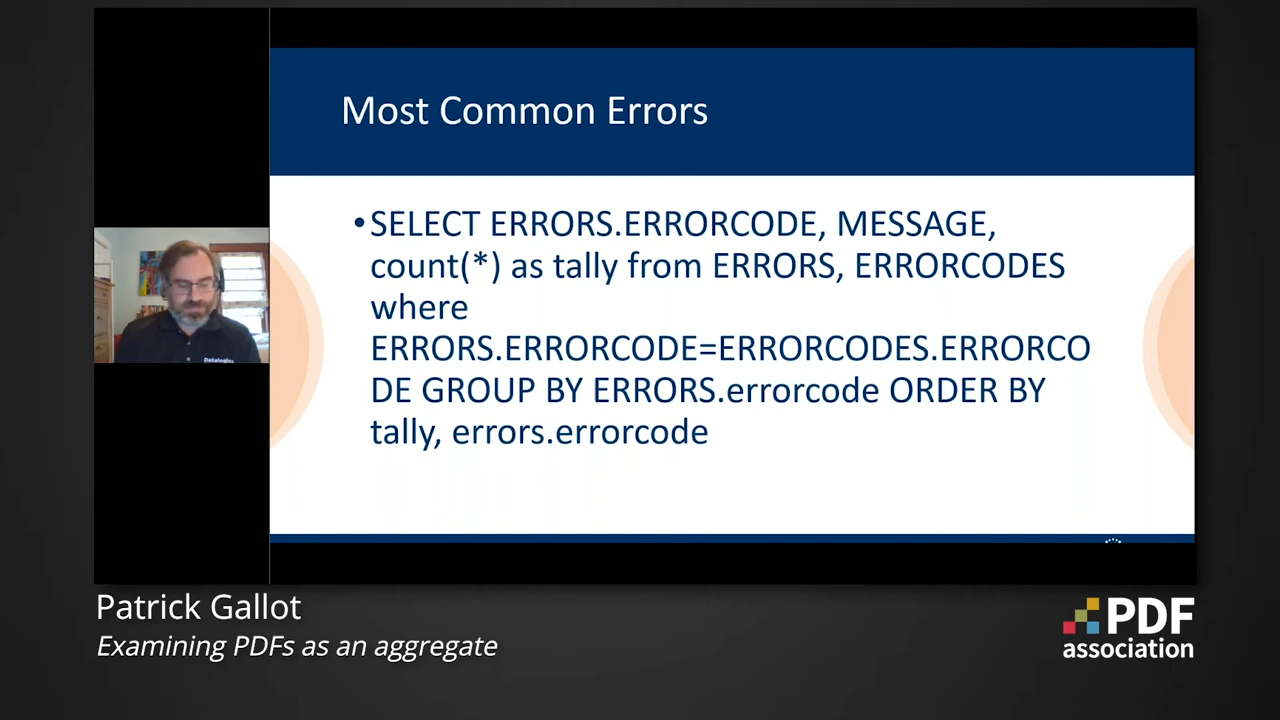 Most Common Errors
•SELECT ERRORS.ERRORCODE, MESSAGE,
count(*) as tally from ERRORS, ERRORCODES
where
ERRORS.ERRORCODE=ERRORCODES.ERRORCO
DE GROUP BY ERRORS.errorcode ORDER BY
tally, errors.errorcode
Datalogics
Patrick Gallot
Examining PDFs as an aggregate
PDF
association